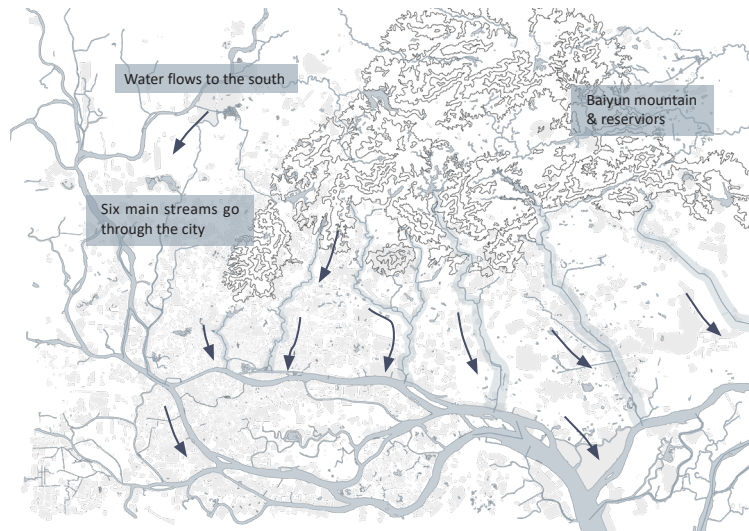 Water flows to the south
Baiyun mountain
& reserviors
Six main streams go
through the city